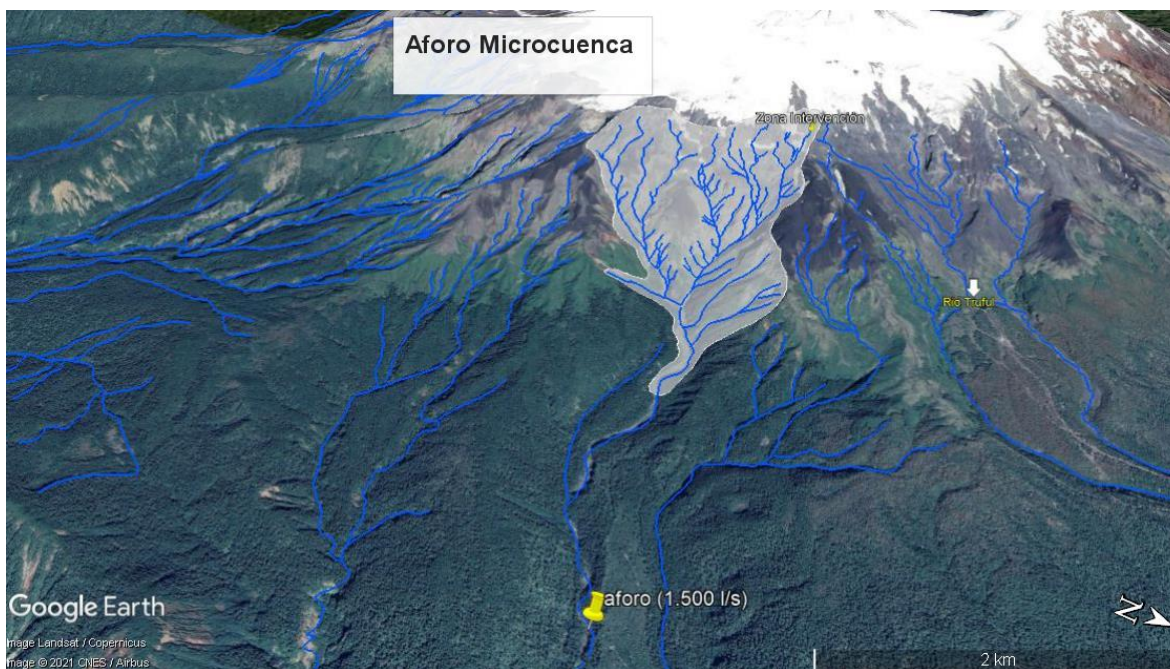 Aforo Microcuenca
Zona Intervención
Río Truful
aforo (1.500 l/s)
Google Earth
Image Landsat / Copernicus
Image © 2021 CNES / Airbus
N
2 km